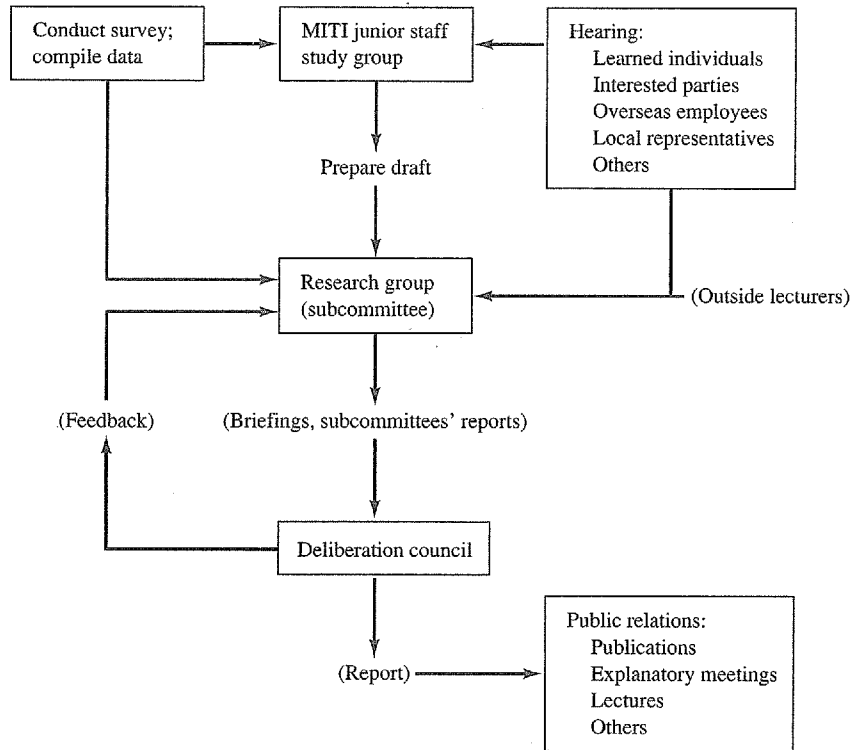 Conduct survey;
compile data
MITI junior staff
study group
Hearing:
Learned individuals
Interested parties
Overseas employees
Local representatives
Others
Prepare draft
Research group
(subcommittee)
(Outside lecturers)
(Feedback)
(Briefings, subcommittees' reports)
Deliberation council
(Report)
Public relations:
Publications
Explanatory meetings
Lectures
Others